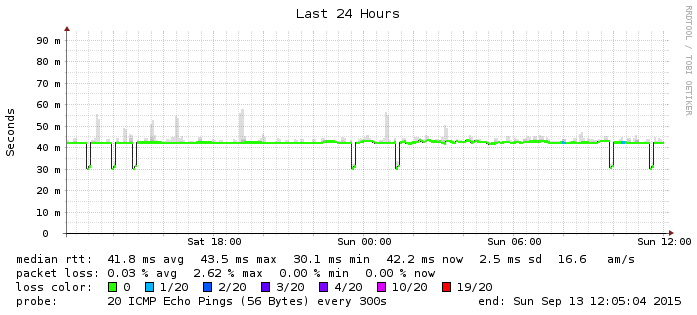 Last 24 Hours
RRDTOOL / TOBI OETIKER
Seconds
90 m
80 m
70 m
60 m
50 m
40 m
30 m
20 m
10 m
0
Sat 18:00 Sun 00:00 Sun 06:00 Sun 12:00
median rtt: 41.8 ms avg 43.5 ms max 30.1 ms min 42.2 ms now 2.5 ms sd 16.6 am/s
packet loss: 0.03 % avg 2.62 % max 0.00 % min 0.00 % now
loss color: 0 1/20 2/20 3/20 4/20 10/20 19/20
probe: 20 ICMP Echo Pings (56 Bytes) every 300s end: Sun Sep 13 12:05:04 2015